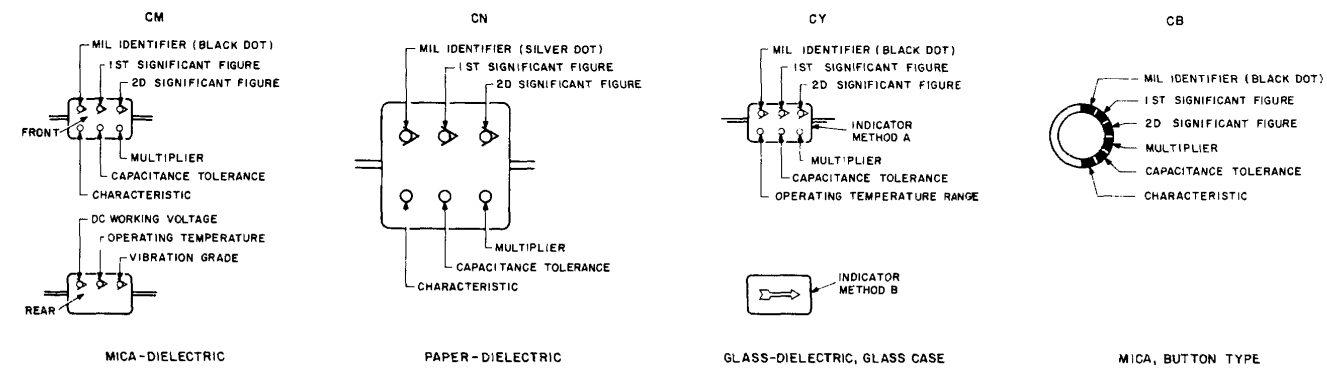 CM
MIL IDENTIFIER (BLACK DOT)
1ST SIGNIFICANT FIGURE
2D SIGNIFICANT FIGURE
FRONT
MULTIPLIER
CAPACITANCE TOLERANCE
CHARACTERISTIC
DC WORKING VOLTAGE
OPERATING TEMPERATURE
VIBRATION GRADE
REAR
MICA-DIELECTRIC
CN
MIL IDENTIFIER (SILVER DOT)
1ST SIGNIFICANT FIGURE
2D SIGNIFICANT FIGURE
MULTIPLIER
CAPACITANCE TOLERANCE
CHARACTERISTIC
PAPER-DIELECTRIC
CY
MIL IDENTIFIER (BLACK DOT)
1ST SIGNIFICANT FIGURE
2D SIGNIFICANT FIGURE
INDICATOR
METHOD A
MULTIPLIER
CAPACITANCE TOLERANCE
OPERATING TEMPERATURE RANGE
INDICATOR
METHOD B
GLASS-DIELECTRIC, GLASS CASE
CB
MIL IDENTIFIER (BLACK DOT)
1ST SIGNIFICANT FIGURE
2D SIGNIFICANT FIGURE
MULTIPLIER
CAPACITANCE TOLERANCE
CHARACTERISTIC
MICA, BUTTON TYPE